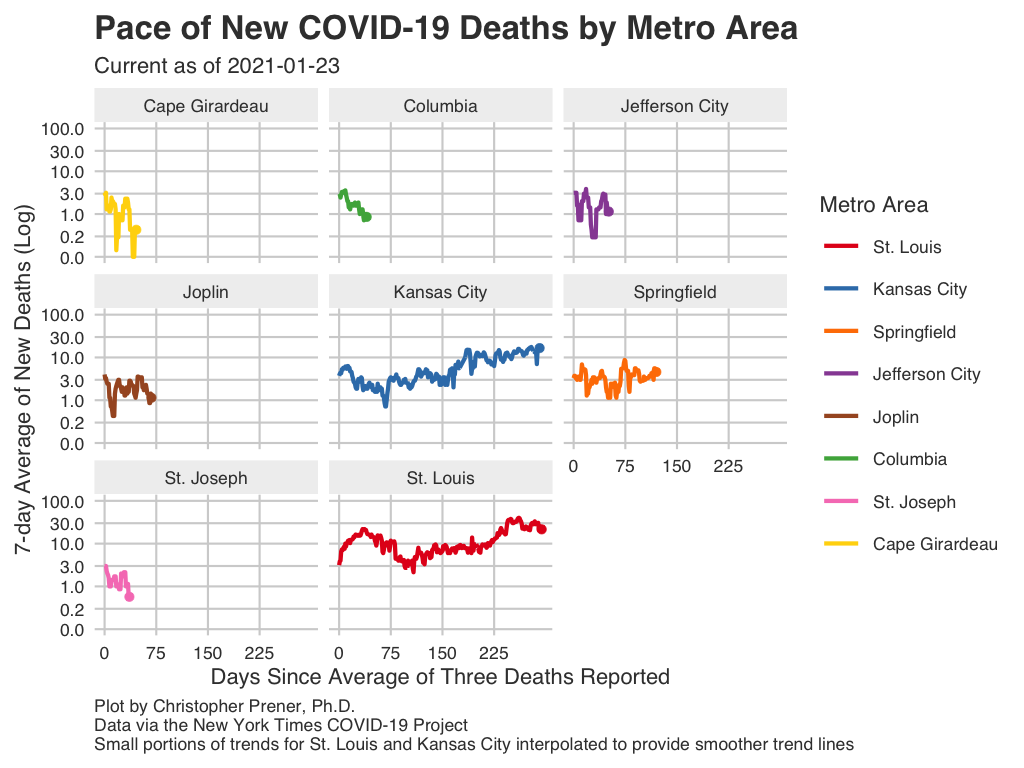 Pace of New COVID-19 Deaths by Metro Area
Current as of 2021-01-23
Cape Girardeau
Columbia
Jefferson City
100.0
30.0
10.0
3.0
1.0
0.2
0.0
Joplin
Kansas City
Springfield
100.0
30.0
10.0
3.0
1.0
0.2
0.0
0 75 150 225
St. Joseph
St. Louis
100.0
30.0
10.0
3.0
1.0
0.2
0.0
0 75 150 225
0 75 150 225
7-day Average of New Deaths (Log)
Days Since Average of Three Deaths Reported
Metro Area
St. Louis
Kansas City
Springfield
Jefferson City
Joplin
Columbia
St. Joseph
Cape Girardeau
Plot by Christopher Prener, Ph.D.
Data via the New York Times COVID-19 Project
Small portions of trends for St. Louis and Kansas City interpolated to provide smoother trend lines